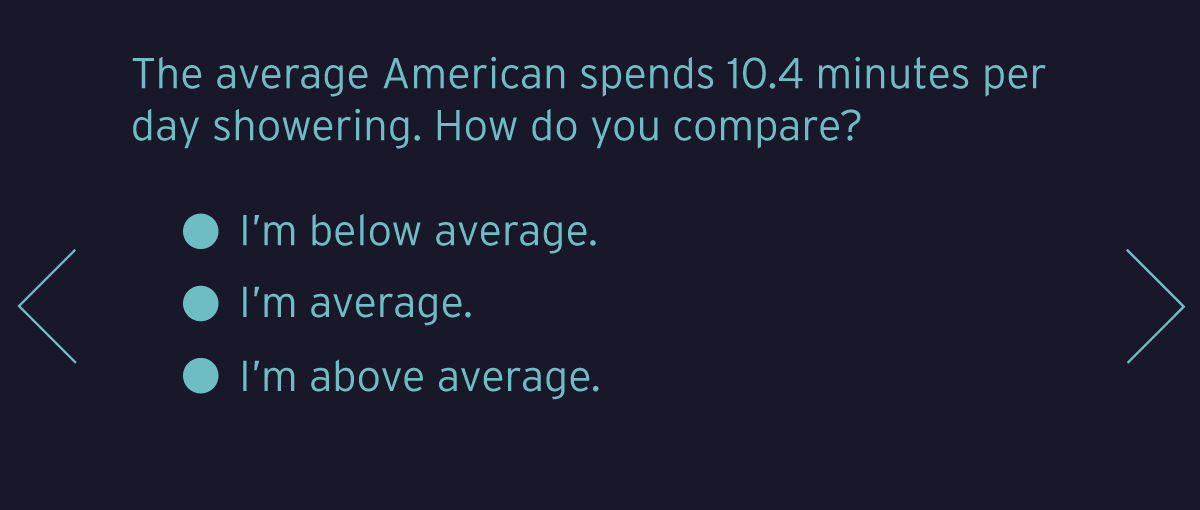 The average American spends 10.4 minutes per
day showering. How do you compare?
I’m below average.
I’m average.
I’m above average.